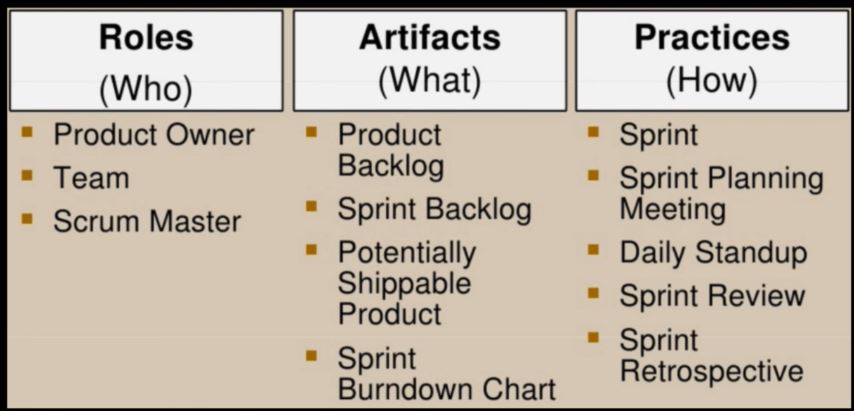 Roles
(Who)
Product Owner
Team
Scrum Master
Artifacts
(What)
Product
Backlog
Sprint Backlog
Potentially
Shippable
Product
Sprint
Burndown Chart
Practices
(How)
Sprint
Sprint Planning
Meeting
Daily Standup
Sprint Review
Sprint
Retrospective